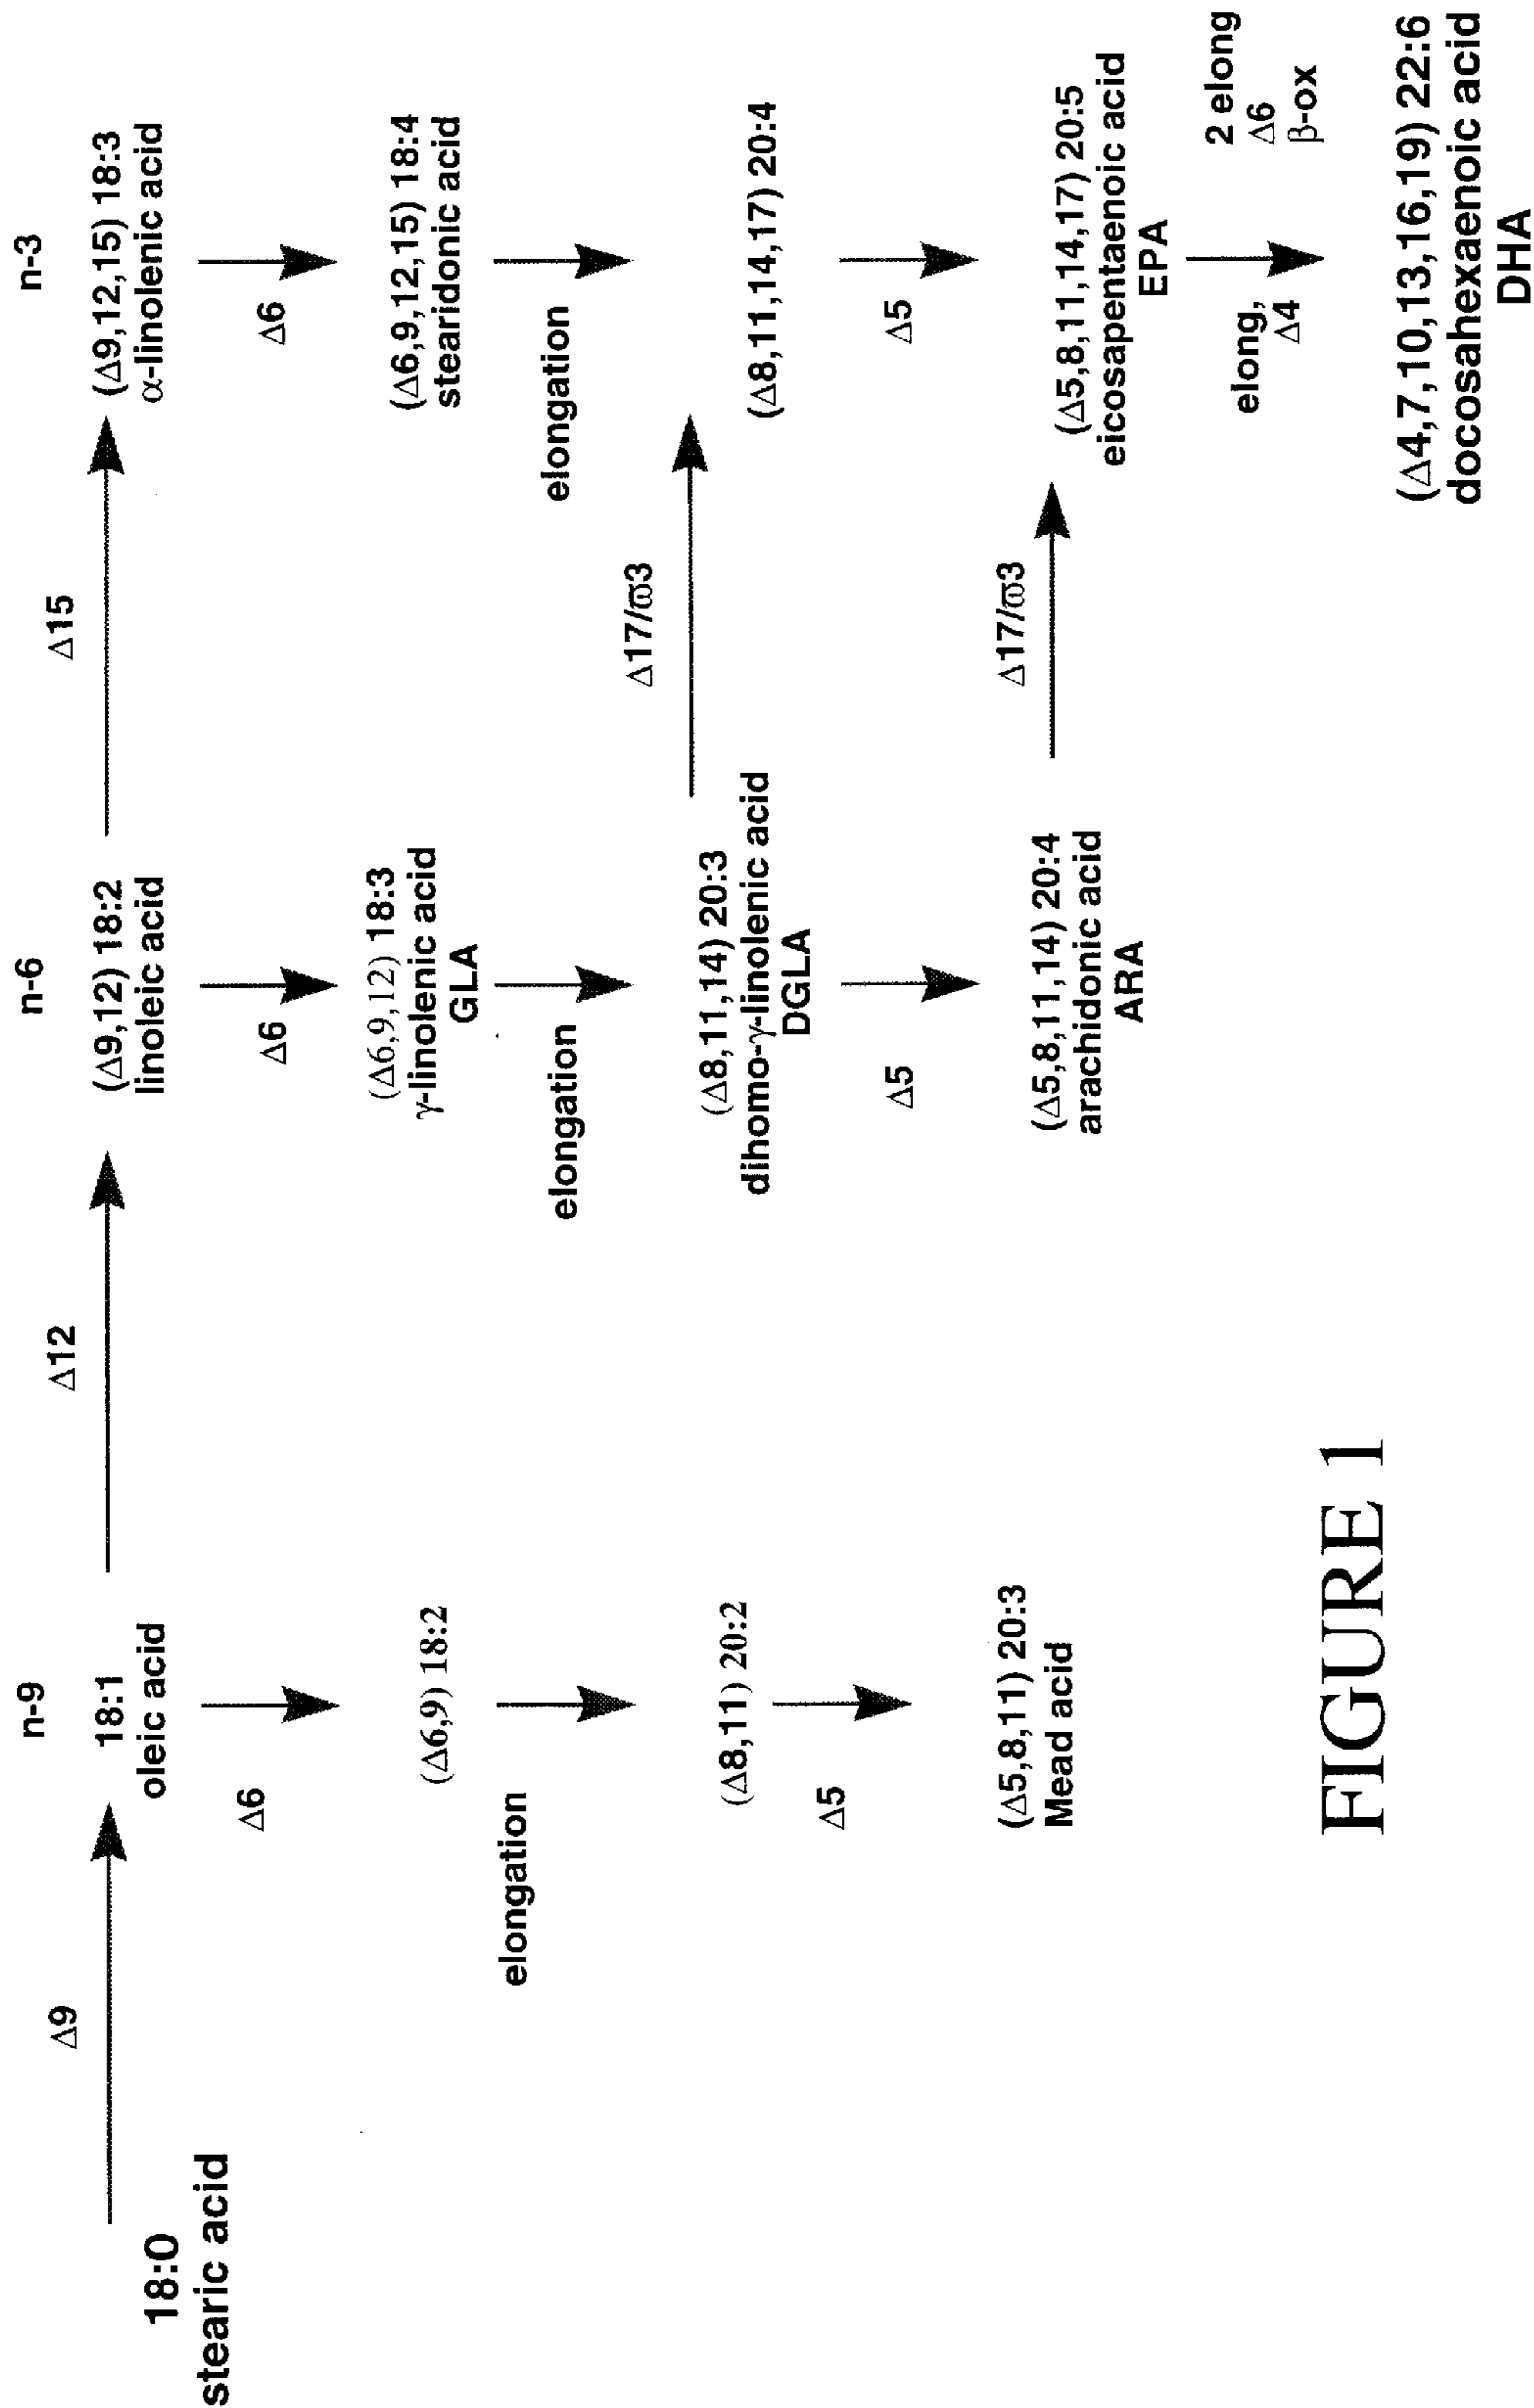 n-9
n-6
n-3
Δ9
Δ12
Δ15
18:0
stearic acid
18:1
oleic acid
(Δ9,12) 18:2
linoleic acid
(Δ9,12,15) 18:3
α-linolenic acid
Δ6
Δ6
Δ6
(Δ6,9) 18:2
(Δ6,9,12) 18:3
γ-linolenic acid
GLA
(Δ6,9,12,15) 18:4
stearidonic acid
elongation
elongation
elongation
Δ17/ϖ3
(Δ8,11) 20:2
(Δ8,11,14) 20:3
dihomo-γ-linolenic acid
DGLA
(Δ8,11,14,17) 20:4
Δ5
Δ5
Δ5
Δ17/ϖ3
(Δ5,8,11) 20:3
Mead acid
(Δ5,8,11,14) 20:4
arachidonic acid
ARA
(Δ5,8,11,14,17) 20:5
eicosapentaenoic acid
EPA
elong,
Δ4
2 elong
Δ6
β-ox
(Δ4,7,10,13,16,19) 22:6
docosahexaenoic acid
DHA
FIGURE 1